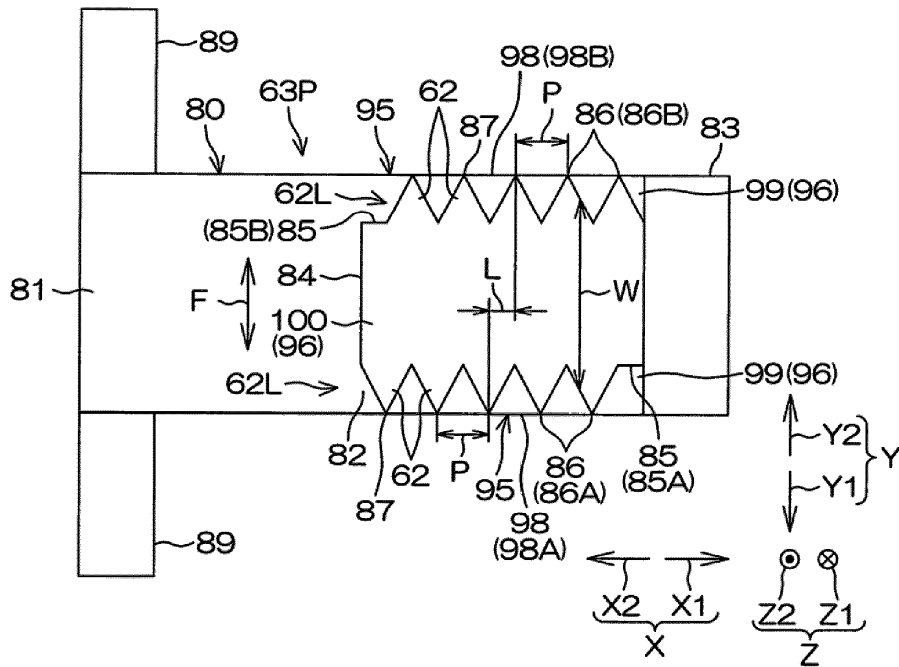 89
98 (98B)
63P
62
P
80
95
87
86 (86B)
83
62L
99 (96)
(85B) 85
84
L
81
F
W
100
(96)
62L
99 (96)
82
62
P
86
(86A)
85
(85A)
Y2
Y
Y1
87
95
98
(98A)
89
X2
X1
X
Z2
Z1
Z